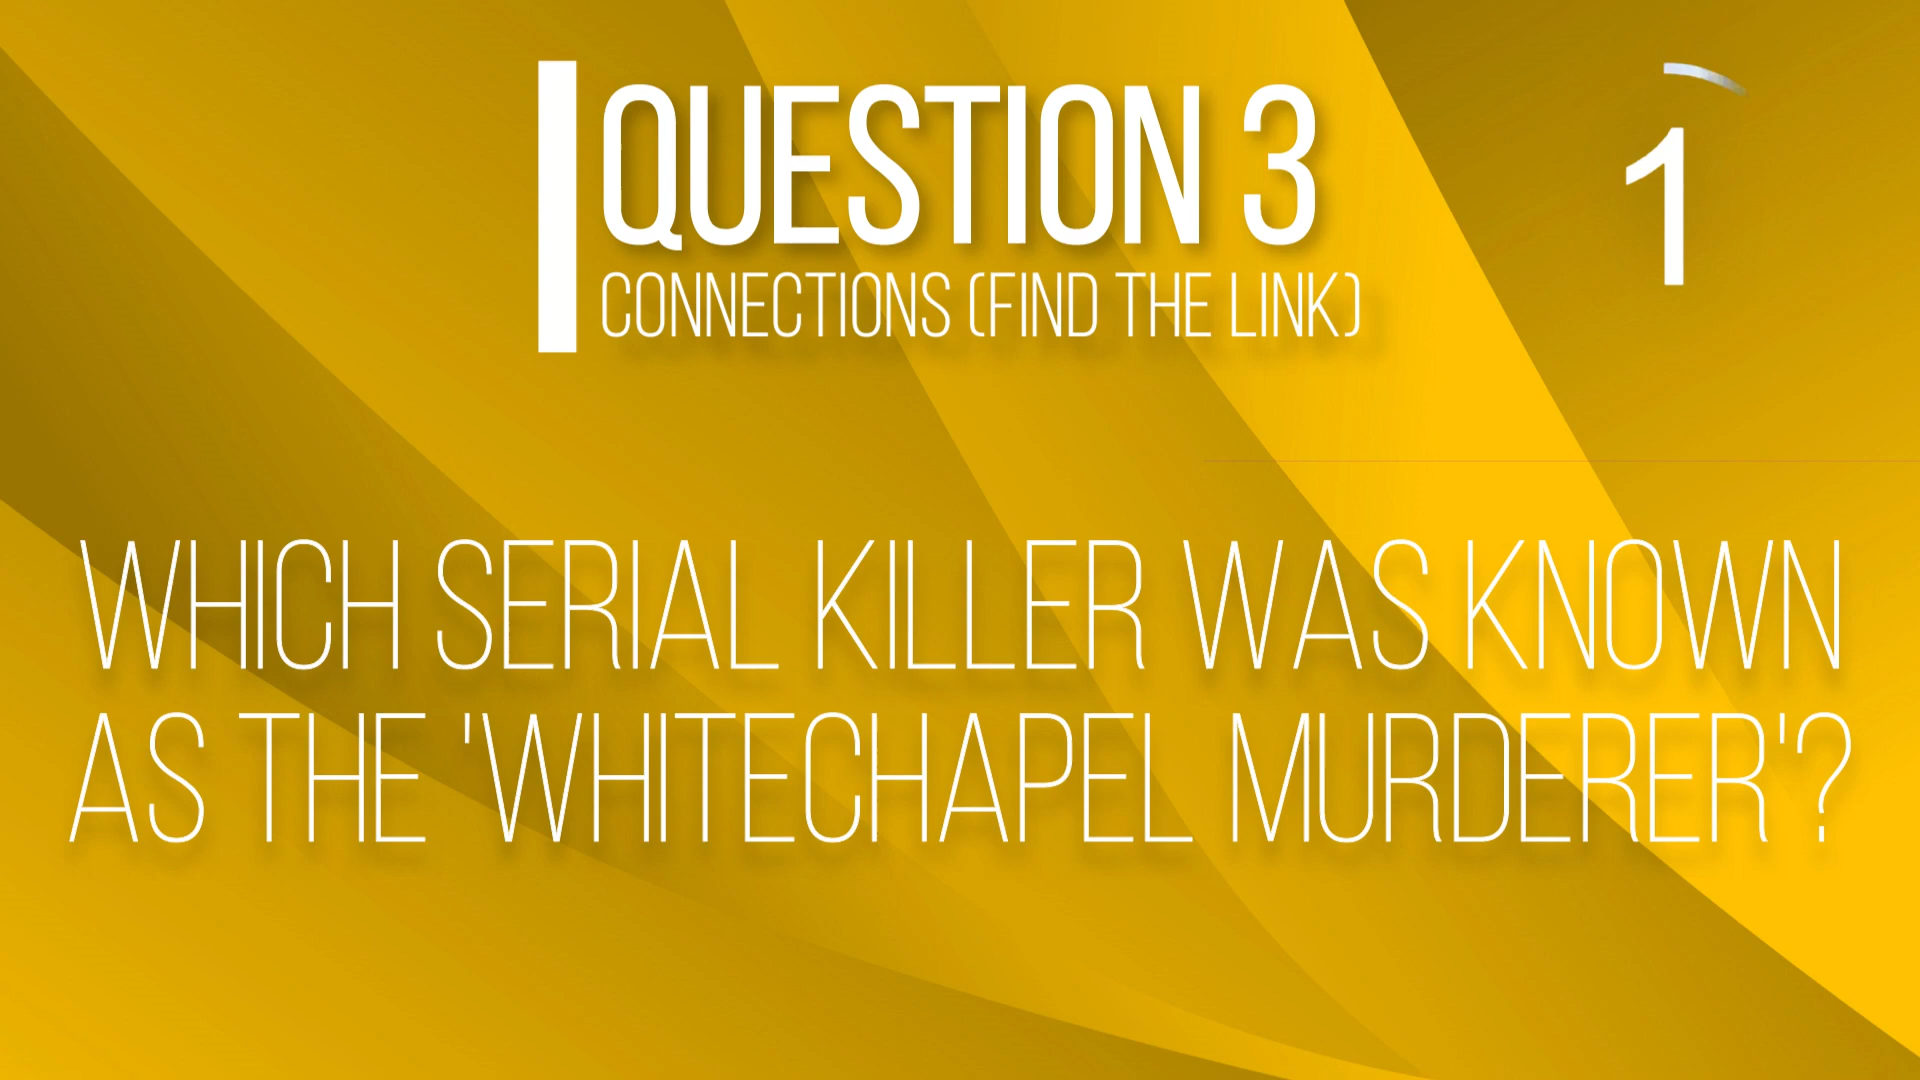 QUESTION 3
CONNECTIONS (FIND THE LINK)
1
WHICH SERIAL KILLER WAS KNOWN
AS THE 'WHITECHAPEL MURDERER'?